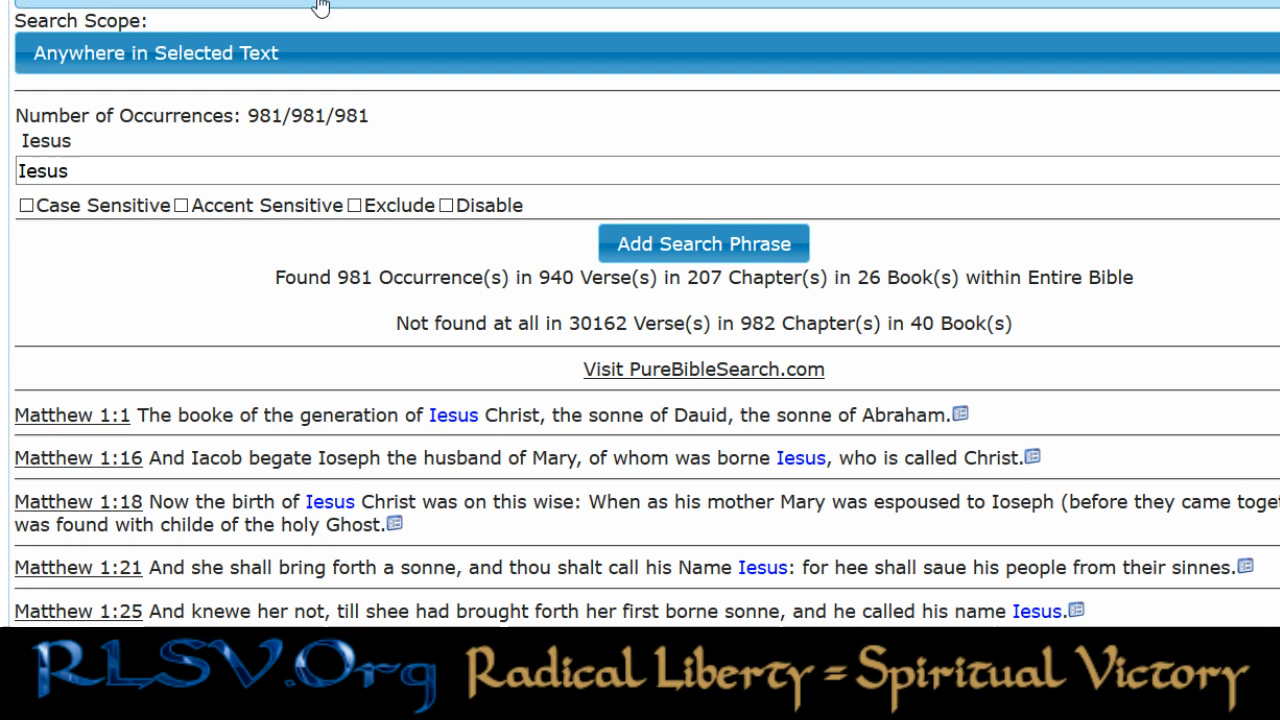 Search Scope:
Anywhere in Selected Text
Number of Occurrences: 981/981/981
Iesus
Iesus
Case Sensitive Accent Sensitive Exclude Disable
Add Search Phrase
Found 981 Occurrence(s) in 940 Verse(s) in 207 Chapter(s) in 26 Book(s) within Entire Bible
Not found at all in 30162 Verse(s) in 982 Chapter(s) in 40 Book(s)
Visit PureBibleSearch.com
Matthew 1:1 The booke of the generation of Iesus Christ, the sonne of Dauid, the sonne of Abraham.
Matthew 1:16 And Iacob begate Ioseph the husband of Mary, of whom was borne Iesus, who is called Christ.
Matthew 1:18 Now the birth of Iesus Christ was on this wise: When as his mother Mary was espoused to Ioseph (before they came toge
was found with childe of the holy Ghost.
Matthew 1:21 And she shall bring forth a sonne, and thou shalt call his Name Iesus: for hee shall saue his people from their sinnes.
Matthew 1:25 And knewe her not, till shee had brought forth her first borne sonne, and he called his name Iesus.
RLSV.Org Radical Liberty = Spiritual Victory